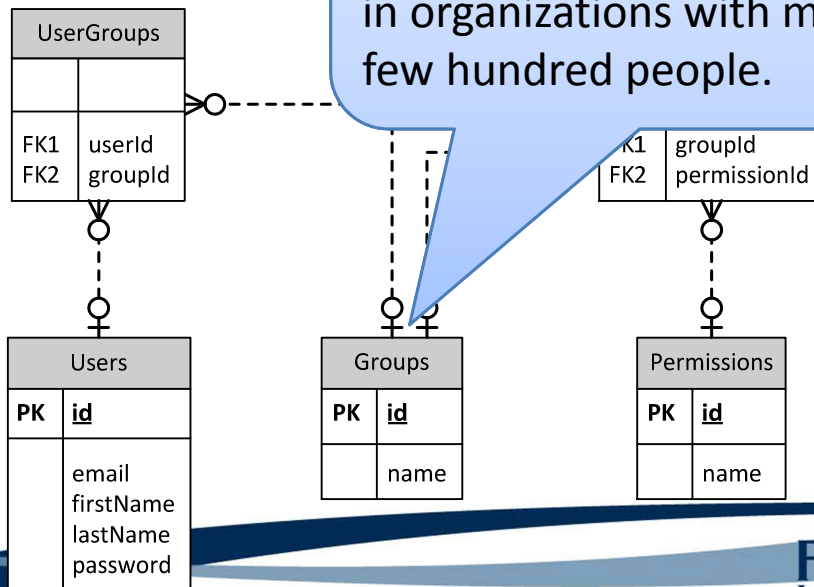 in organizations with
few hundred people.
UserGroups
FK1 userId
FK2 groupId
groupId
FK2 permissionId
Users
PK id
email
firstName
lastName
password
Groups
PK id
name
Permissions
PK id
name